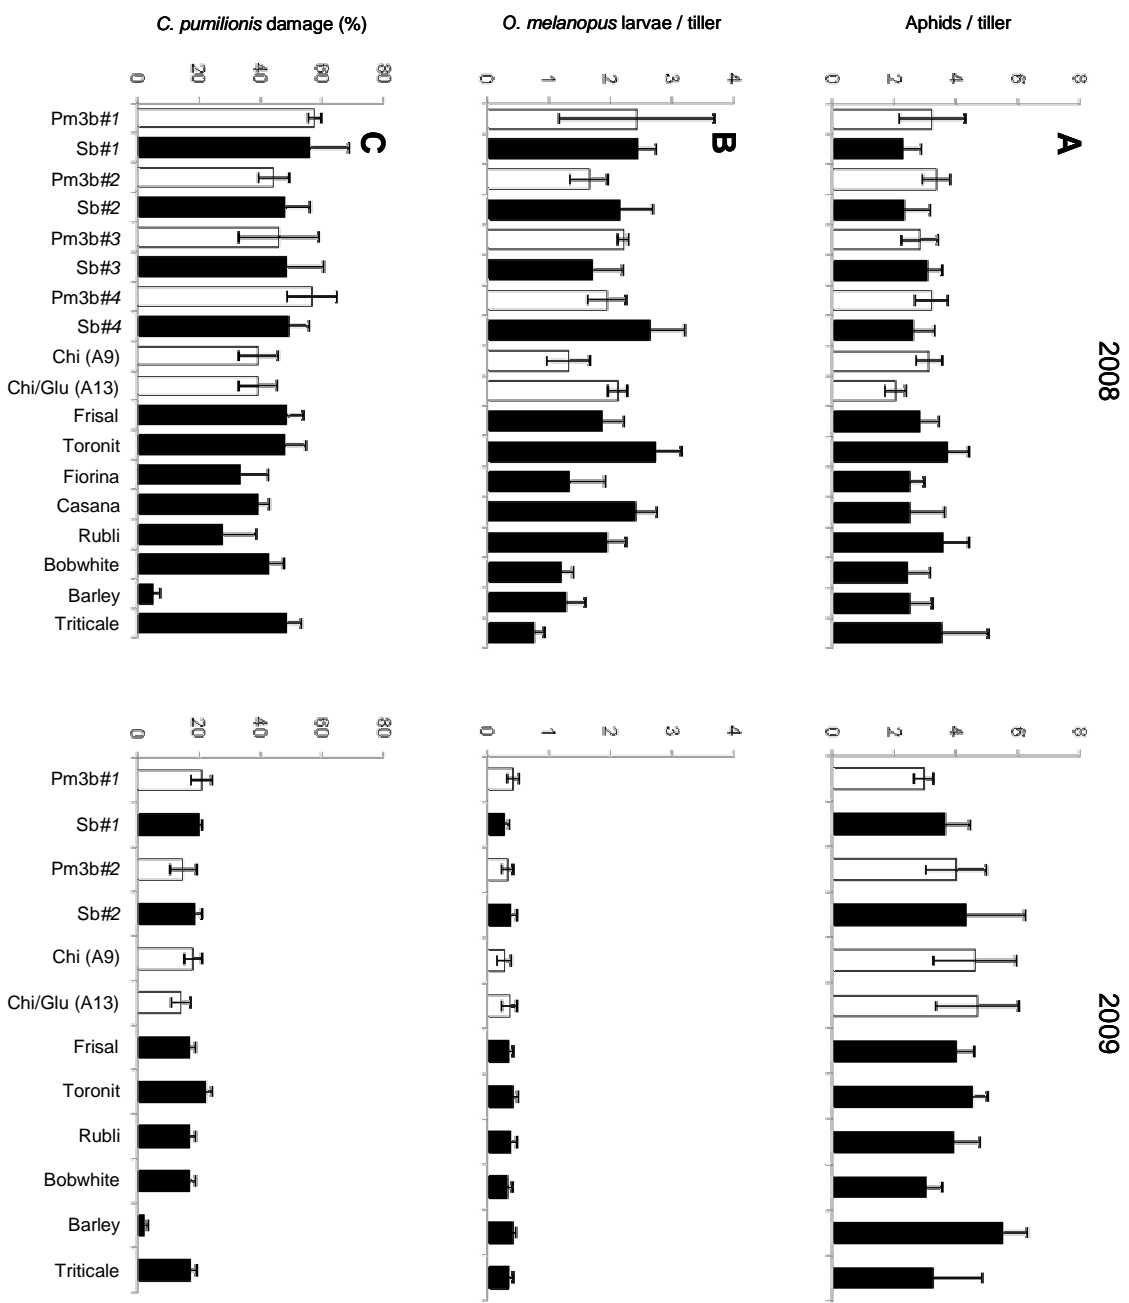 C. pumilionis damage (%)
O. melanopus larvae / tiller
Aphids / tiller
0 20 40 60 80
0 1 2 3 4
0 2 4 6 8
C
B
A
2008
Pm3b#1
Sb#1
Pm3b#2
Sb#2
Pm3b#3
Sb#3
Pm3b#4
Sb#4
Chi (A9)
Chi/Glu (A13)
Frisal
Toronit
Fiorina
Casana
Rubli
Bobwhite
Barley
Triticale
0 20 40 60 80
0 1 2 3 4
0 2 4 6 8
2009
Pm3b#1
Sb#1
Pm3b#2
Sb#2
Chi (A9)
Chi/Glu (A13)
Frisal
Toronit
Rubli
Bobwhite
Barley
Triticale